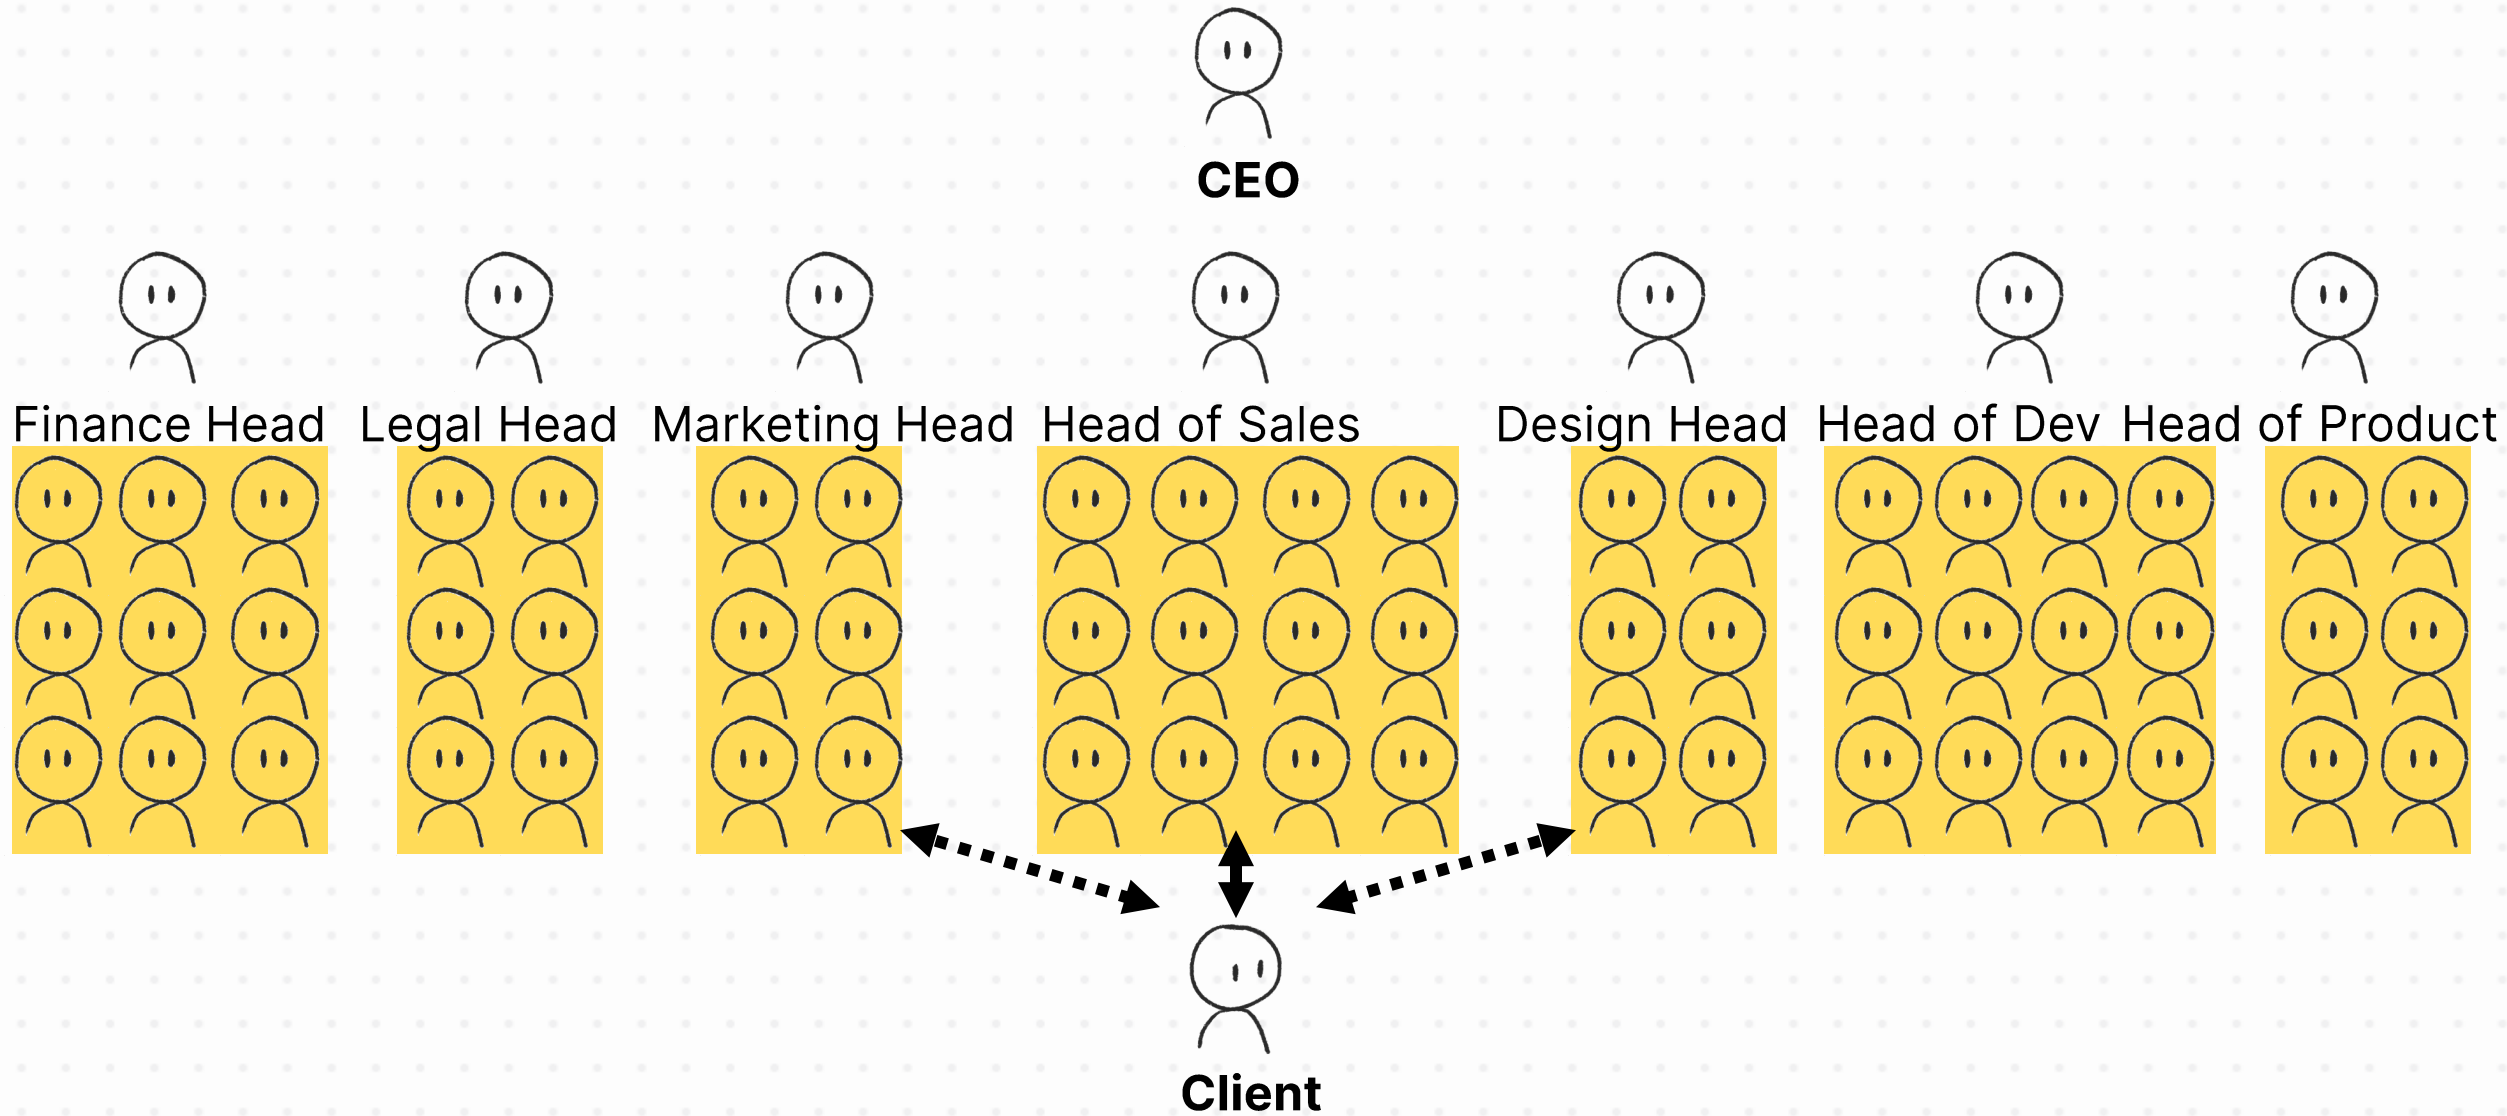 CEO
Finance Head
Legal Head
Marketing Head
Head of Sales
Design Head
Head of Dev
Head of Product
Client